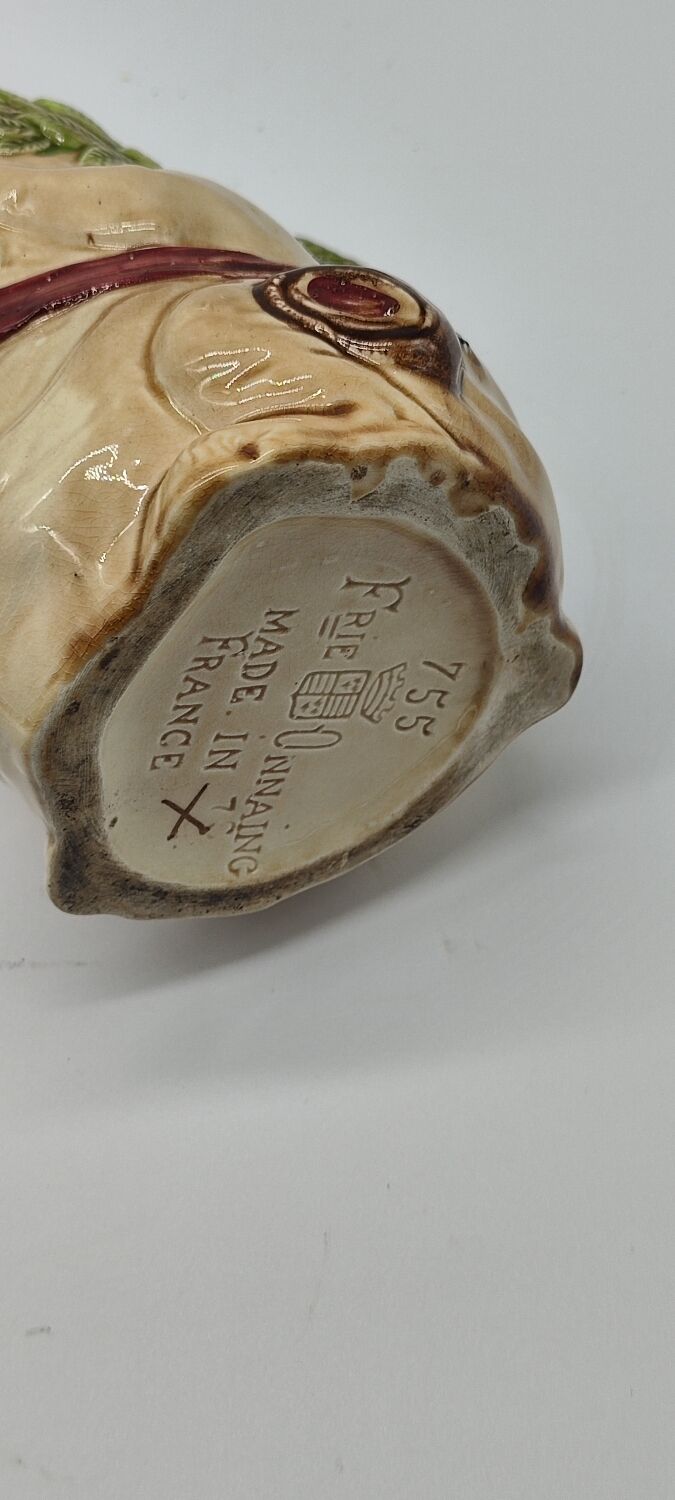 755
FRIE ONNAING
MADE. IN
FRANCE
7
X